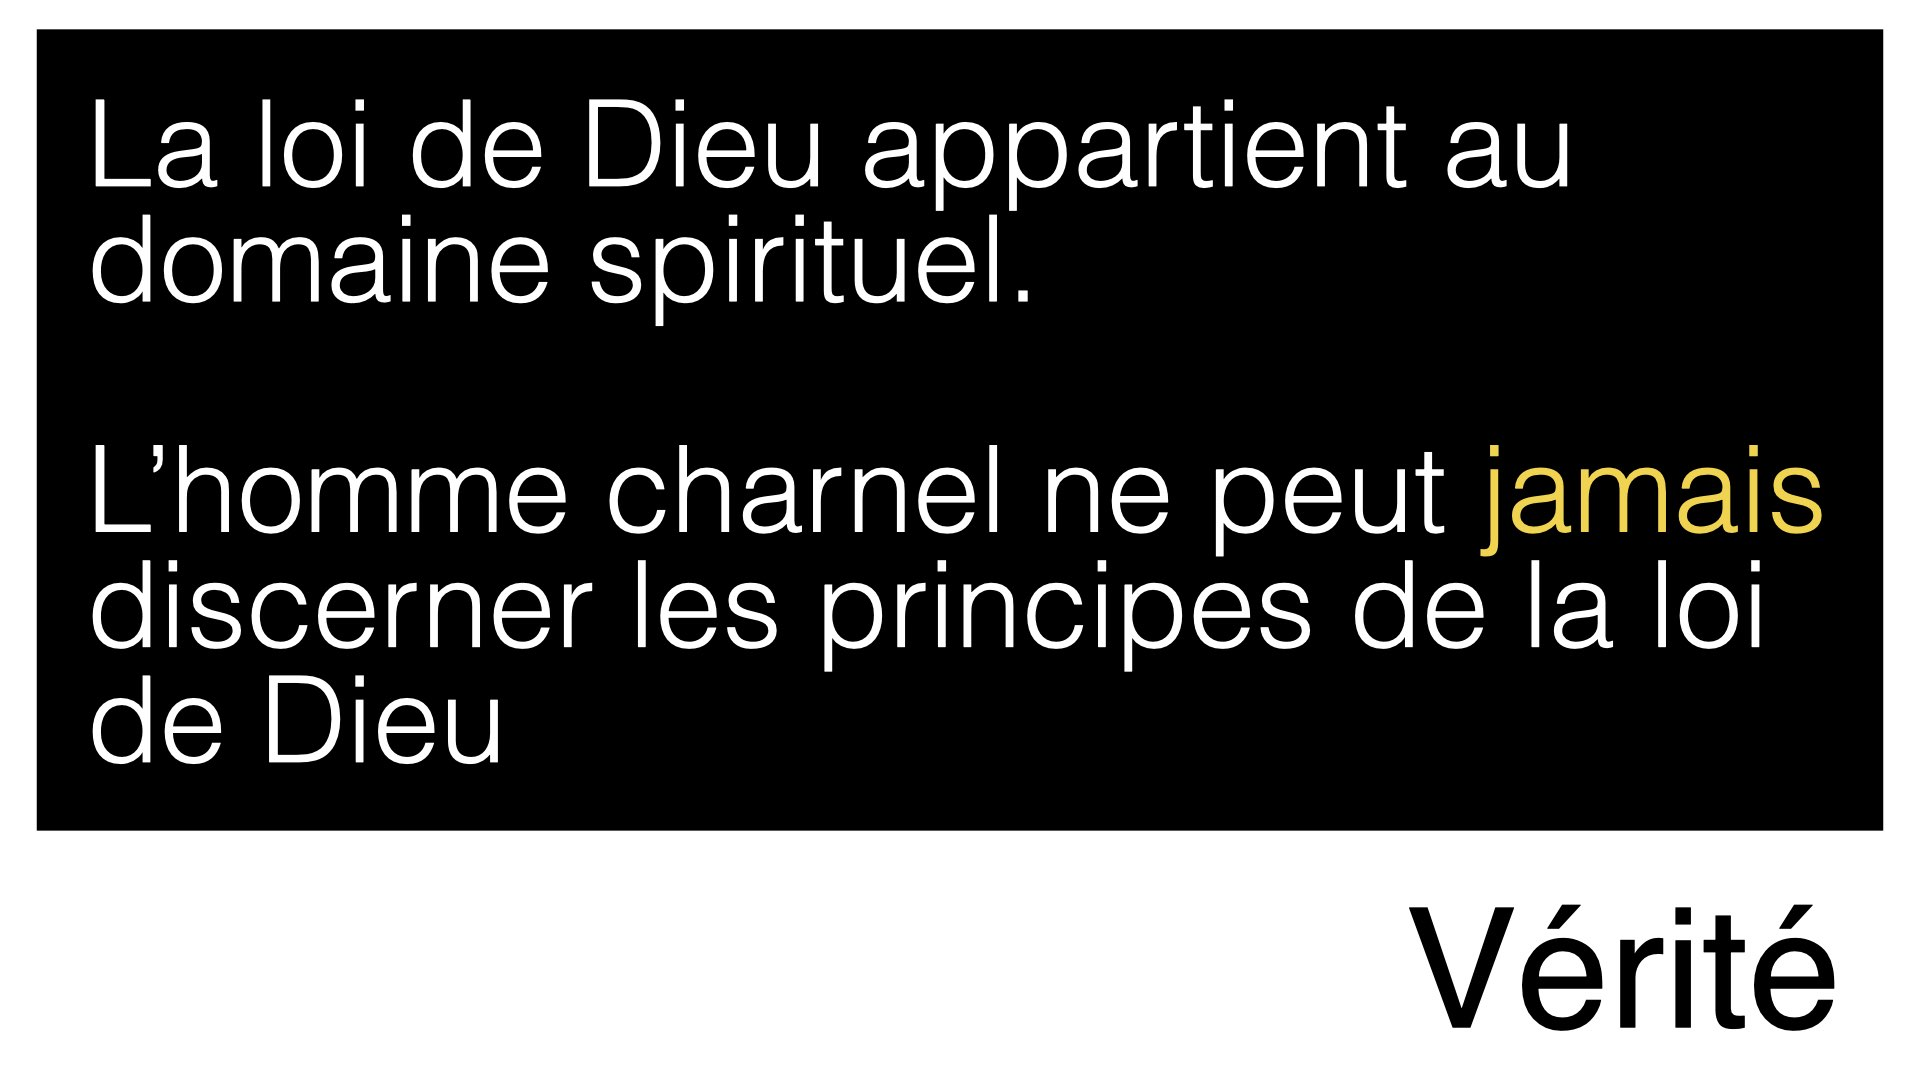 La loi de Dieu appartient au
domaine spirituel.
L’homme charnel ne peut jamais
discerner les principes de la loi
de Dieu
Vérité